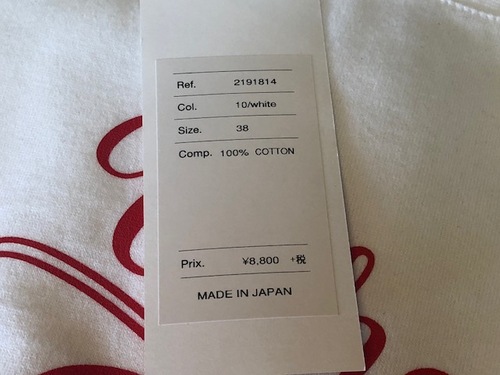 Ref. 2191814
Col. 10/white
Size. 38
Comp. 100% COTTON
Prix. ¥8,800 +税
MADE IN JAPAN